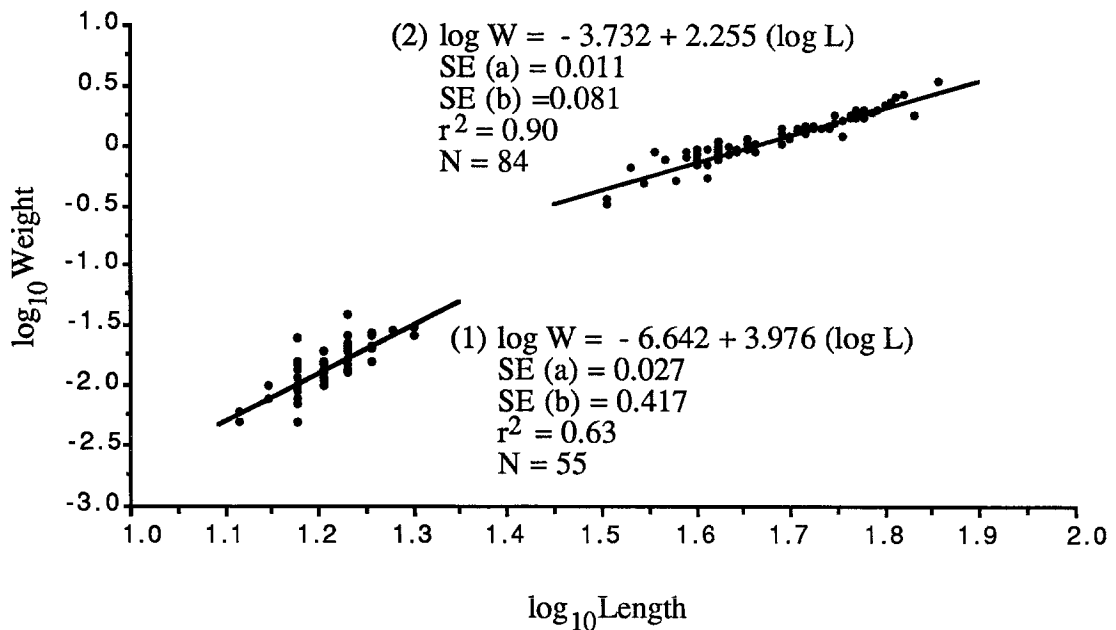 1.0
(2) log W = - 3.732 + 2.255 (log L)
SE (a) = 0.011
0.5
SE (b) =0.081
r² = 0.90
0
N = 84
-0.5
-1.0
log₁₀Weight
-1.5
(1) log W = - 6.642 + 3.976 (log L)
SE (a) = 0.027
-2.0
SE (b) = 0.417
r² = 0.63
-2.5
N = 55
-3.0
1.0 1.1 1.2 1.3 1.4 1.5 1.6 1.7 1.8 1.9 2.0
log₁₀Length